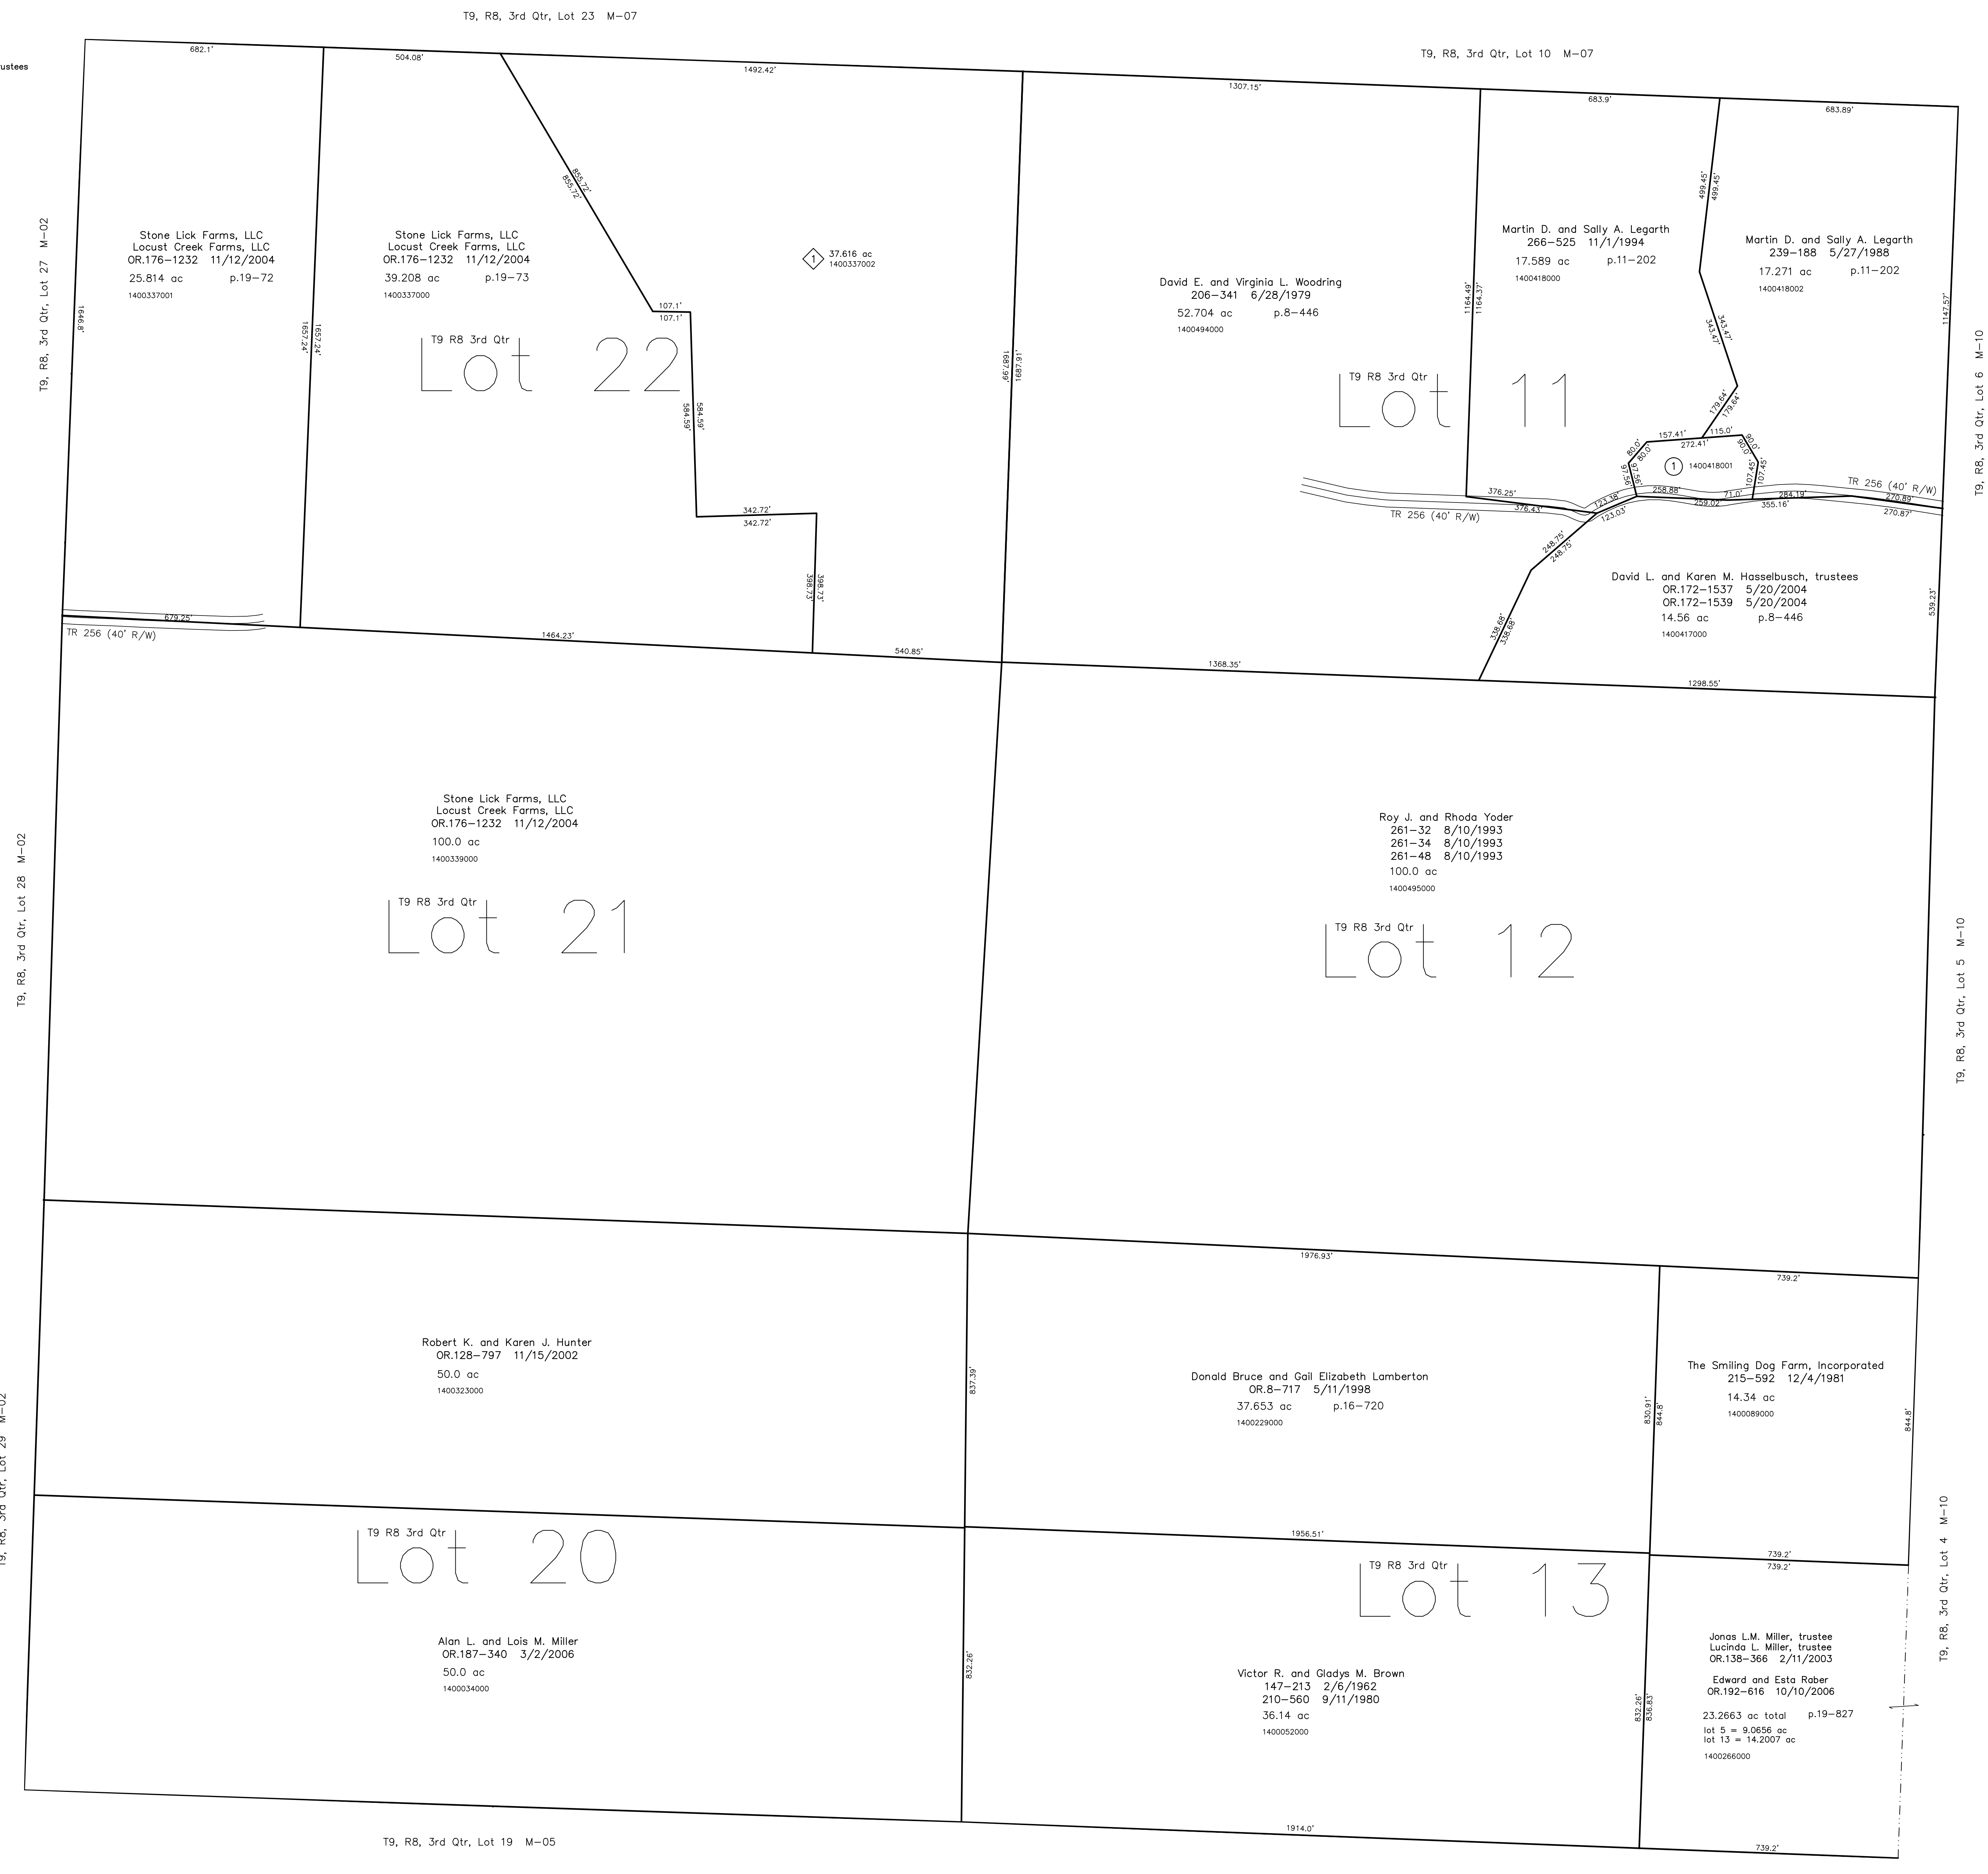 T9, R8, 3rd Qtr, Lot 23  M-07
T9, R8, 3rd Qtr, Lot 10  M-07
ustees
682.1'
504.08'
1492.42'
1307.15'
683.9'
683.89'
T9, R8, 3rd Qtr, Lot 27  M-02
1646.8'
Stone Lick Farms, LLC
Locust Creek Farms, LLC
OR.176-1232  11/12/2004
25.814 ac  p.19-72
1400337001
1657.24'
1657.24'
Stone Lick Farms, LLC
Locust Creek Farms, LLC
OR.176-1232  11/12/2004
39.208 ac  p.19-73
1400337000
T9 R8 3rd Qtr
Lot 22
855.72'
855.72'
107.1'
107.1'
584.59'
584.59'
342.72'
342.72'
398.73'
398.73'
1
37.616 ac
1400337002
1687.99'
1687.91'
David E. and Virginia L. Woodring
206-341  6/28/1979
52.704 ac  p.8-446
1400494000
T9 R8 3rd Qtr
Lot 11
1164.49'
1164.37'
Martin D. and Sally A. Legarth
266-525  11/1/1994
17.589 ac  p.11-202
1400418000
499.45'
499.45'
343.47'
343.47'
179.64'
179.64'
Martin D. and Sally A. Legarth
239-188  5/27/1988
17.271 ac  p.11-202
1400418002
1147.57'
T9, R8, 3rd Qtr, Lot 6  M-10
157.41'
115.0'
272.41'
80.0'
80.0'
90.0'
90.0'
97.56'
97.56'
107.45'
107.45'
1
1400418001
TR 256 (40' R/W)
376.25'
376.43'
123.38'
123.03'
258.88'
259.02'
71.0'
284.19'
355.16'
270.89'
270.87'
TR 256 (40' R/W)
248.75'
248.75'
338.68'
338.68'
David L. and Karen M. Hasselbusch, trustees
OR.172-1537  5/20/2004
OR.172-1539  5/20/2004
14.56 ac  p.8-446
1400417000
539.23'
679.25'
TR 256 (40' R/W)
1464.23'
540.85'
1368.35'
1298.55'
T9, R8, 3rd Qtr, Lot 28  M-02
Stone Lick Farms, LLC
Locust Creek Farms, LLC
OR.176-1232  11/12/2004
100.0 ac
1400339000
T9 R8 3rd Qtr
Lot 21
Roy J. and Rhoda Yoder
261-32  8/10/1993
261-34  8/10/1993
261-48  8/10/1993
100.0 ac
1400495000
T9 R8 3rd Qtr
Lot 12
T9, R8, 3rd Qtr, Lot 5  M-10
1976.93'
739.2'
T9, R8, 3rd Qtr, Lot 29  M-02
Robert K. and Karen J. Hunter
OR.128-797  11/15/2002
50.0 ac
1400323000
837.39'
Donald Bruce and Gail Elizabeth Lamberton
OR.8-717  5/11/1998
37.653 ac  p.16-720
1400229000
830.91'
844.8'
The Smiling Dog Farm, Incorporated
215-592  12/4/1981
14.34 ac
1400089000
844.8'
1956.51'
739.2'
739.2'
T9 R8 3rd Qtr
Lot 20
Alan L. and Lois M. Miller
OR.187-340  3/2/2006
50.0 ac
1400034000
832.26'
T9 R8 3rd Qtr
Lot 13
Victor R. and Gladys M. Brown
147-213  2/6/1962
210-560  9/11/1980
36.14 ac
1400052000
832.26'
836.83'
Jonas L.M. Miller, trustee
Lucinda L. Miller, trustee
OR.138-366  2/11/2003
Edward and Esta Raber
OR.192-616  10/10/2006
23.2663 ac total  p.19-827
lot 5 = 9.0656 ac
lot 13 = 14.2007 ac
1400266000
T9, R8, 3rd Qtr, Lot 4  M-10
1914.0'
739.2'
T9, R8, 3rd Qtr, Lot 19  M-05